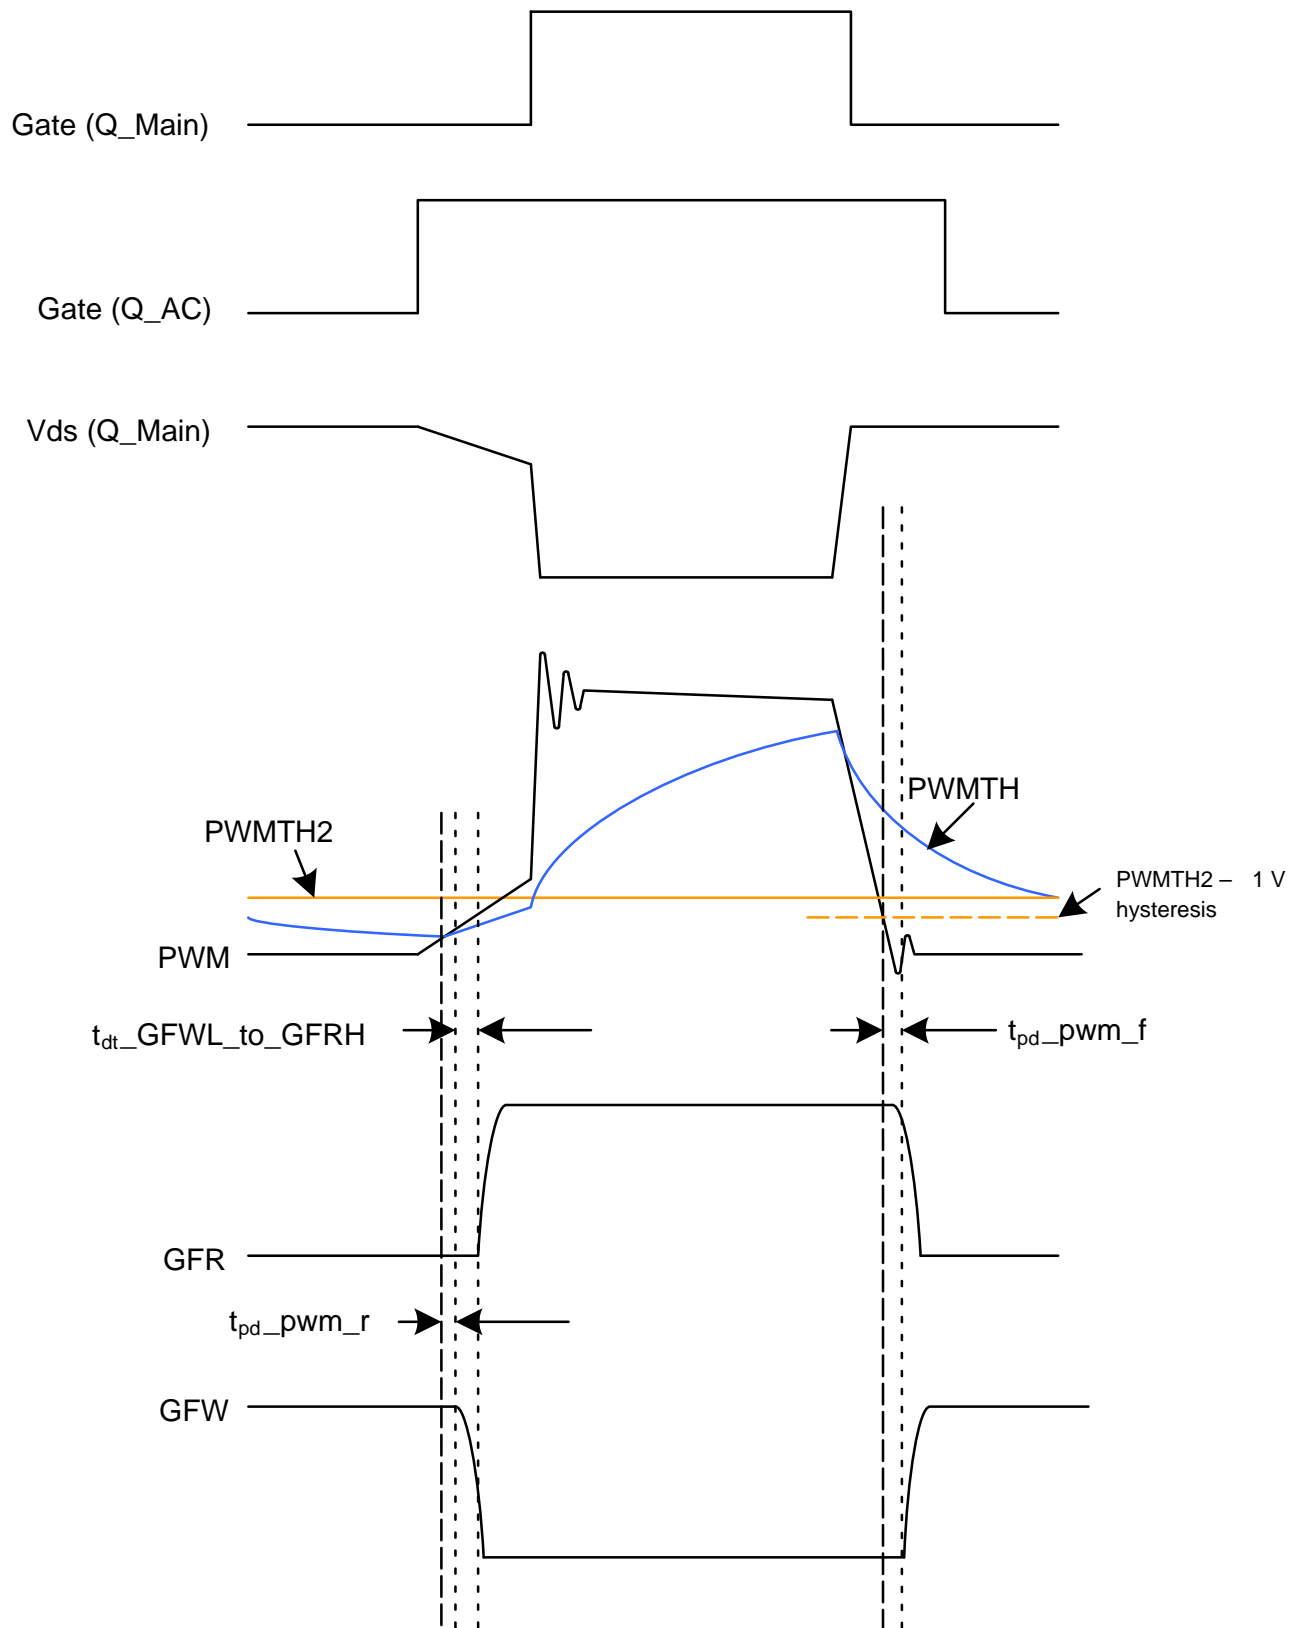 Gate (Q_Main)
Gate (Q_AC)
Vds (Q_Main)
PWMTH
PWMTH2
PWMTH2 – 1 V
hysteresis
PWM
tdt_GFWL_to_GFRH
tpd_pwm_f
GFR
tpd_pwm_r
GFW